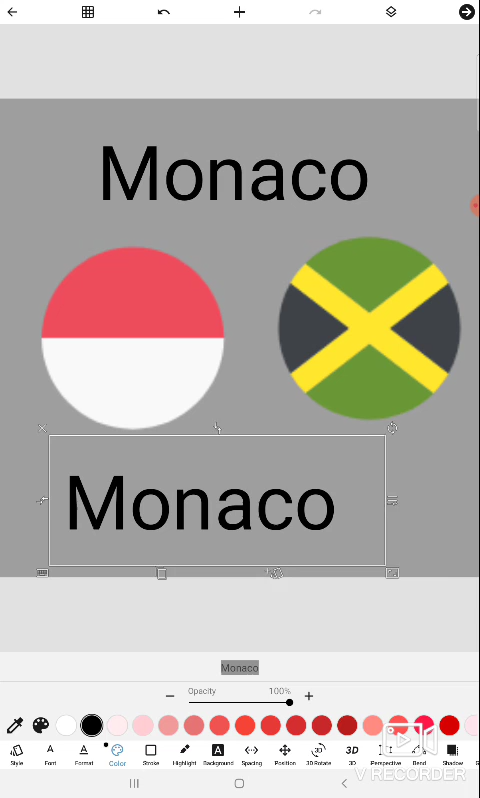 Monaco
Monaco
Monaco
Opacity 100%
Style Font Format Color Stroke Highlight Background Spacing Position 3D Rotate 3D Perspective Bend Shadow
V RECORDER